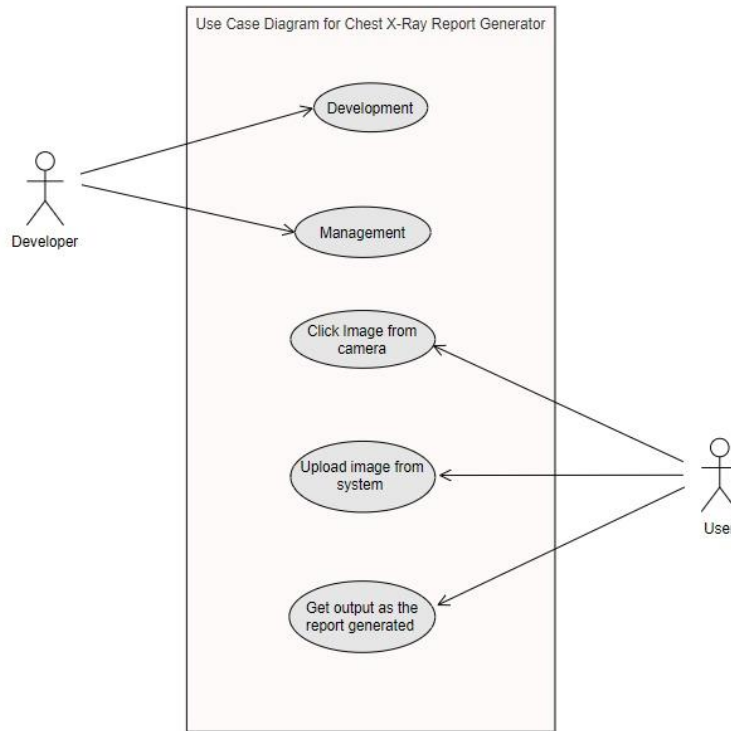 Use Case Diagram for Chest X-Ray Report Generator
Development
Developer
Management
Click Image from
camera
Upload image from
system
User
Get output as the
report generated